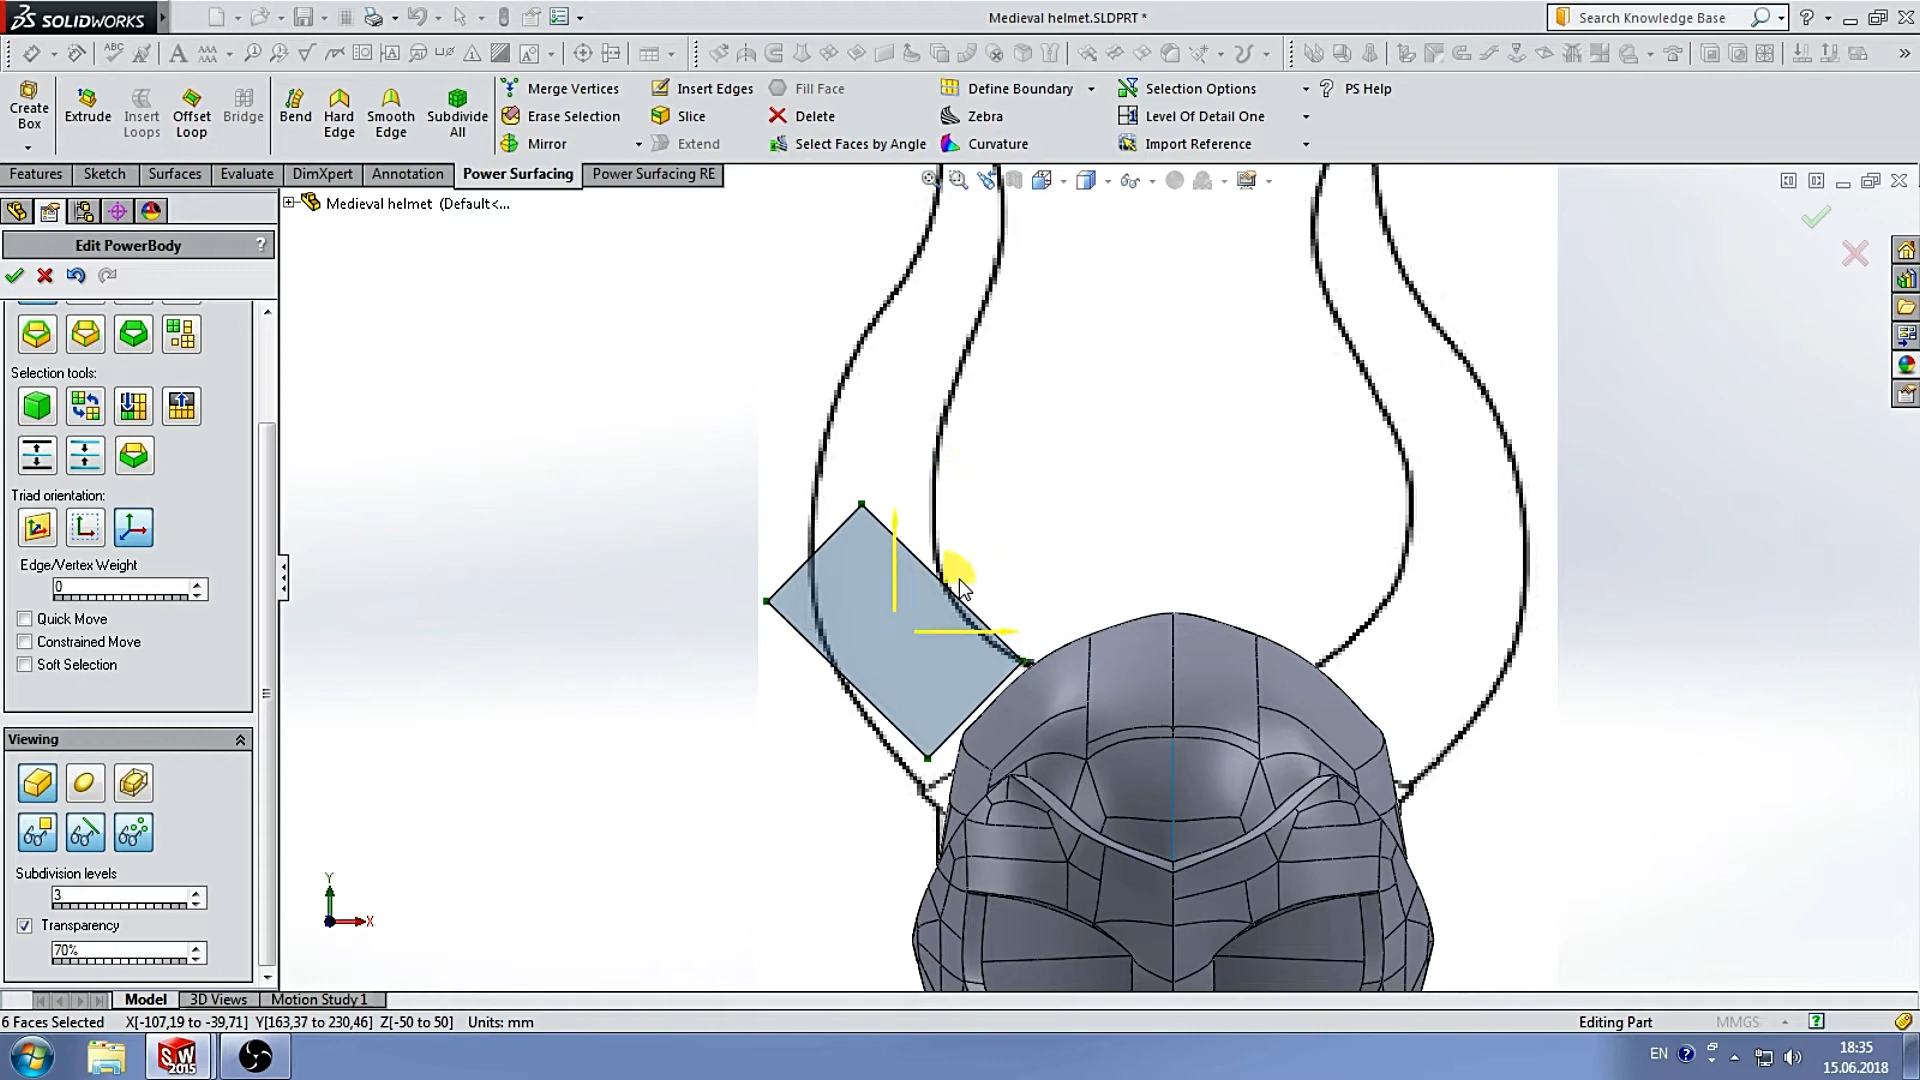 SOLIDWORKS
Medieval helmet.SLDPRT *
Search Knowledge Base
Create Box
Extrude
Insert Loops
Offset Loop
Bridge
Bend
Hard Edge
Smooth Edge
Subdivide All
Merge Vertices
Insert Edges
Fill Face
Define Boundary
Selection Options
PS Help
Erase Selection
Slice
Delete
Zebra
Level Of Detail One
Mirror
Extend
Select Faces by Angle
Curvature
Import Reference
Features
Sketch
Surfaces
Evaluate
DimXpert
Annotation
Power Surfacing
Power Surfacing RE
Medieval helmet (Default<...
Edit PowerBody
?
Selection tools:
Triad orientation:
Edge/Vertex Weight
0
Quick Move
Constrained Move
Soft Selection
Viewing
Subdivision levels
3
Transparency
70%
Y
X
Model
3D Views
Motion Study 1
6 Faces Selected X[-107,19 to -39,71] Y[163,37 to 230,46] Z[-50 to 50] Units: mm
Editing Part
MMGS
SW 2015
EN
18:35
15.06.2018